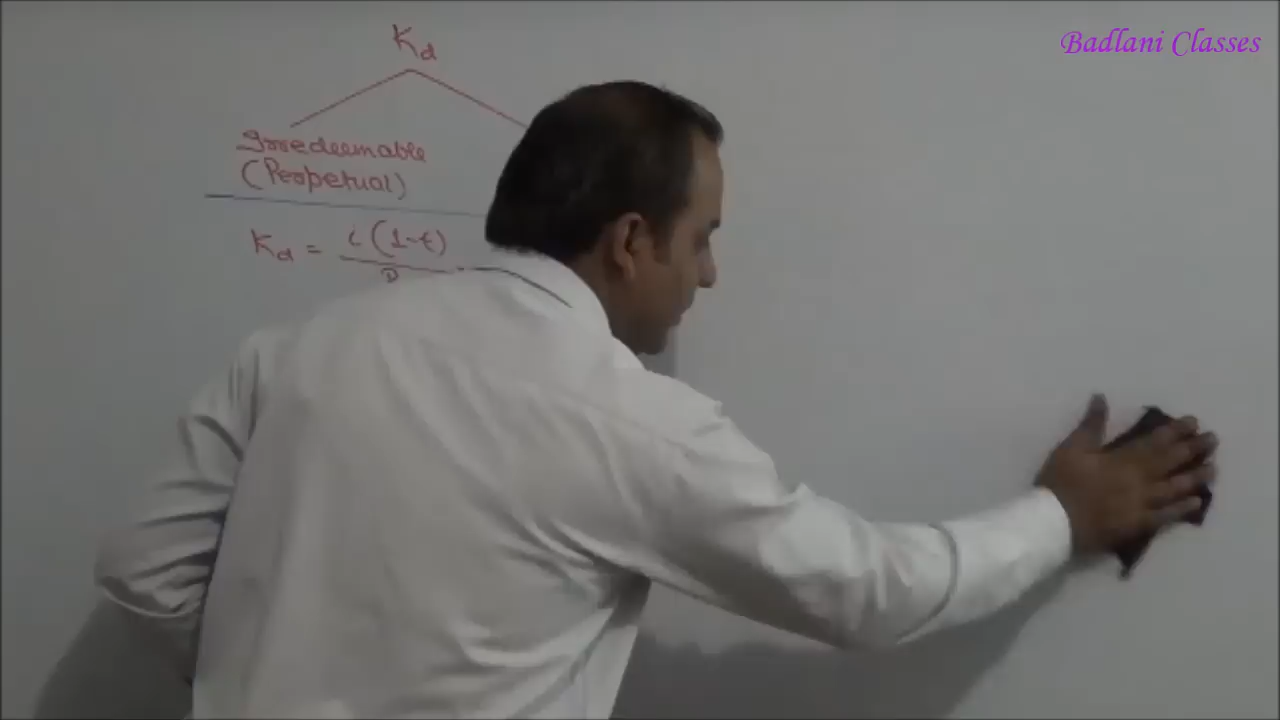 Badlani Classes
Kd
Irredeemable
(Perpetual)
Kd = i(1-t)